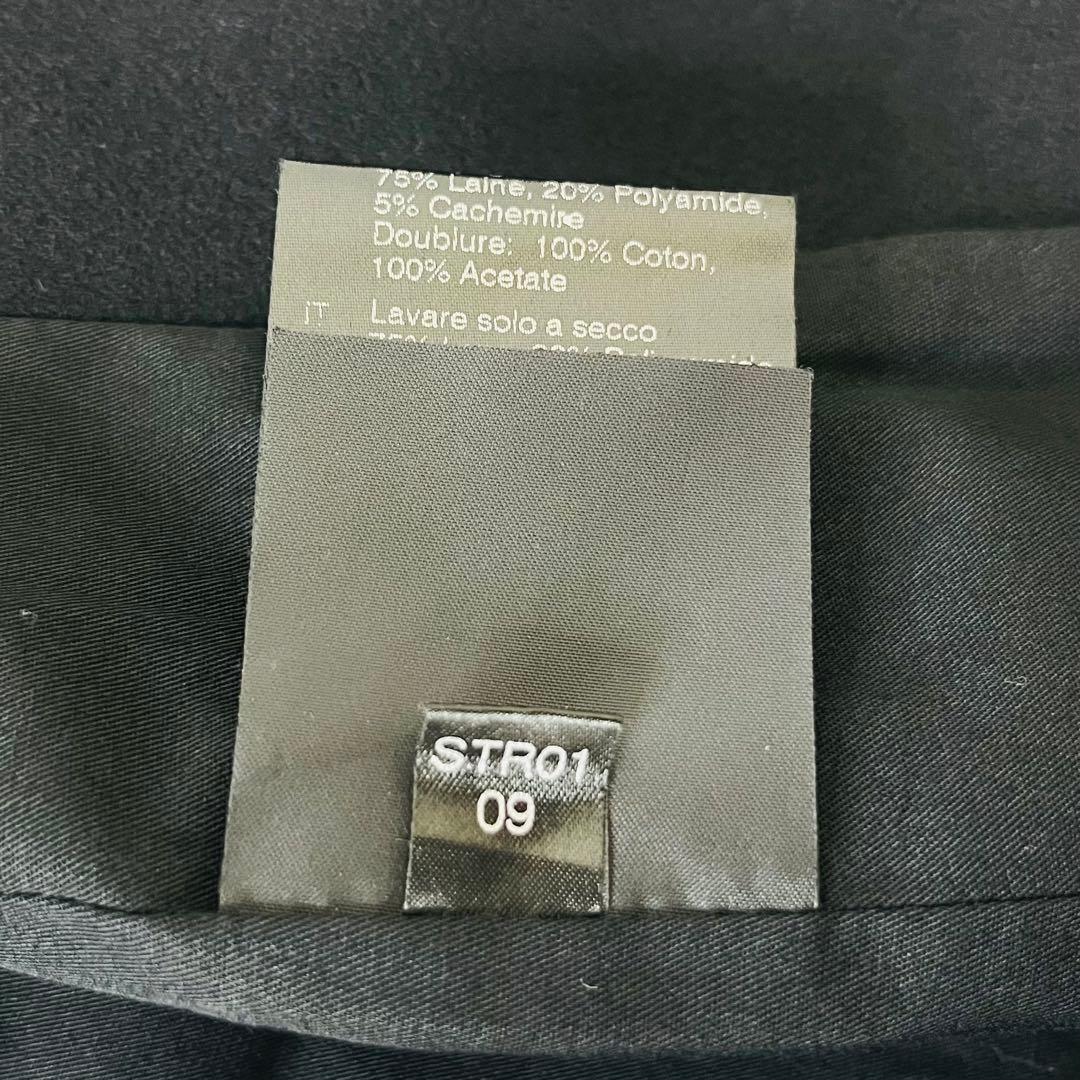 75% Laine, 20% Polyamide,
5% Cachemire
Doublure: 100% Coton,
100% Acetate
IT Lavare solo a secco
STR01
09